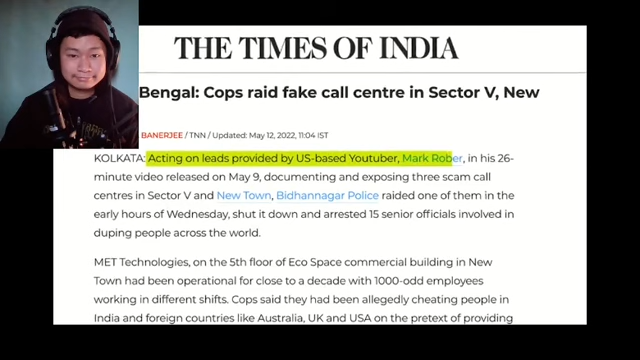 THE TIMES OF INDIA
Bengal: Cops raid fake call centre in Sector V, New
BANERJEE / TNN / Updated: May 12, 2022, 11:04 IST
KOLKATA: Acting on leads provided by US-based Youtuber, Mark Rober, in his 26-
minute video released on May 9, documenting and exposing three scam call
centres in Sector V and New Town, Bidhannagar Police raided one of them in the
early hours of Wednesday, shut it down and arrested 15 senior officials involved in
duping people across the world.
MET Technologies, on the 5th floor of Eco Space commercial building in New
Town had been operational for close to a decade with 1000-odd employees
working in different shifts. Cops said they had been allegedly cheating people in
India and foreign countries like Australia, UK and USA on the pretext of providing